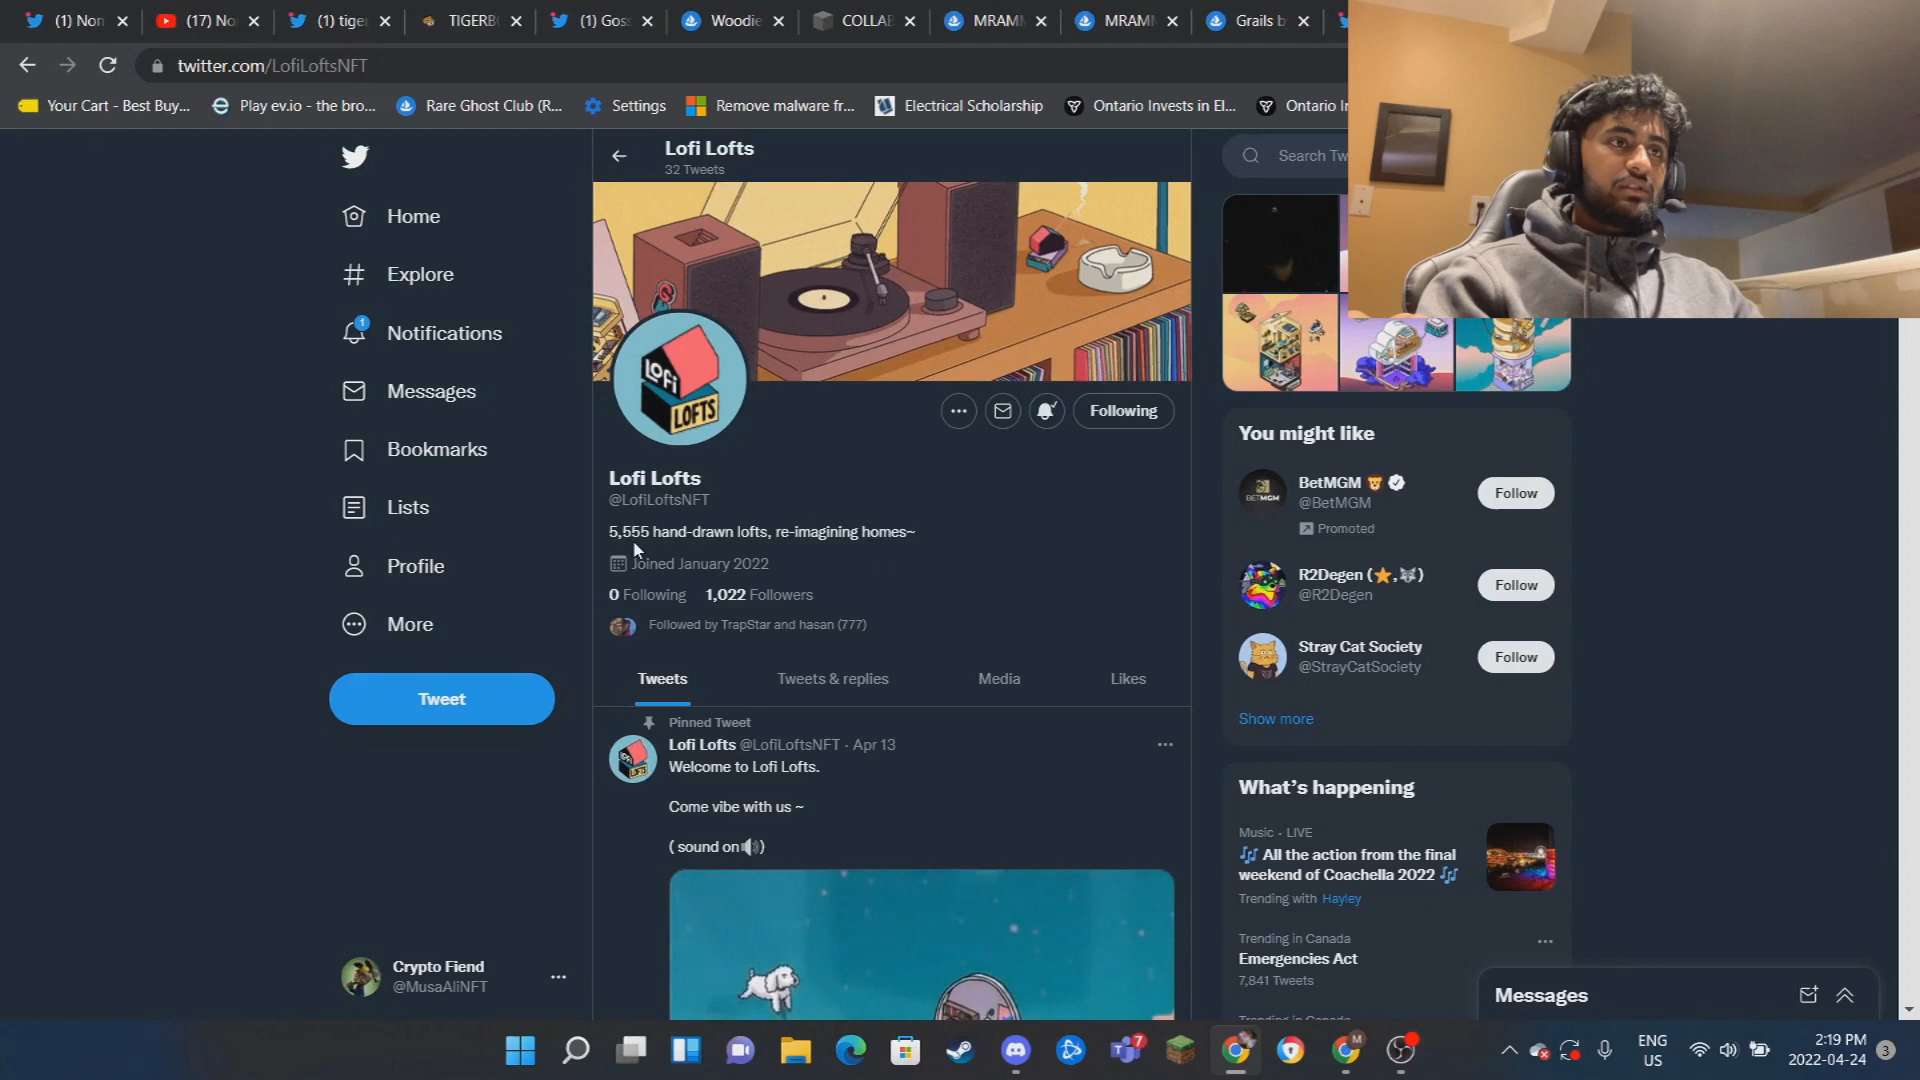 (1) Non
(17) No
(1) tige
TIGERB
(1) Gos
Woodie
COLLAB
MRAMM
MRAMM
Grails b
twitter.com/LofiLoftsNFT
Your Cart - Best Buy...
Play ev.io - the bro...
Rare Ghost Club (R...
Settings
Remove malware fr...
Electrical Scholarship
Ontario Invests in El...
Ontario In
Lofi Lofts
32 Tweets
Search Tw
Home
Explore
1
Notifications
Messages
Bookmarks
Lists
Profile
More
Tweet
Crypto Fiend
@MusaAliNFT
Lofi
LOFTS
Following
Lofi Lofts
@LofiLoftsNFT
5,555 hand-drawn lofts, re-imagining homes~
Joined January 2022
0 Following 1,022 Followers
Followed by TrapStar and hasan (777)
Tweets
Tweets & replies
Media
Likes
Pinned Tweet
Lofi Lofts @LofiLoftsNFT · Apr 13
Welcome to Lofi Lofts.
Come vibe with us ~
( sound on🔊)
You might like
BetMGM
@BetMGM
Promoted
Follow
R2Degen (⭐,🐺)
@R2Degen
Follow
Stray Cat Society
@StrayCatSociety
Follow
Show more
What's happening
Music · LIVE
🎶 All the action from the final
weekend of Coachella 2022 🎶
Trending with Hayley
Trending in Canada
Emergencies Act
7,841 Tweets
Messages
7
M
ENG
US
2:19 PM
2022-04-24
3